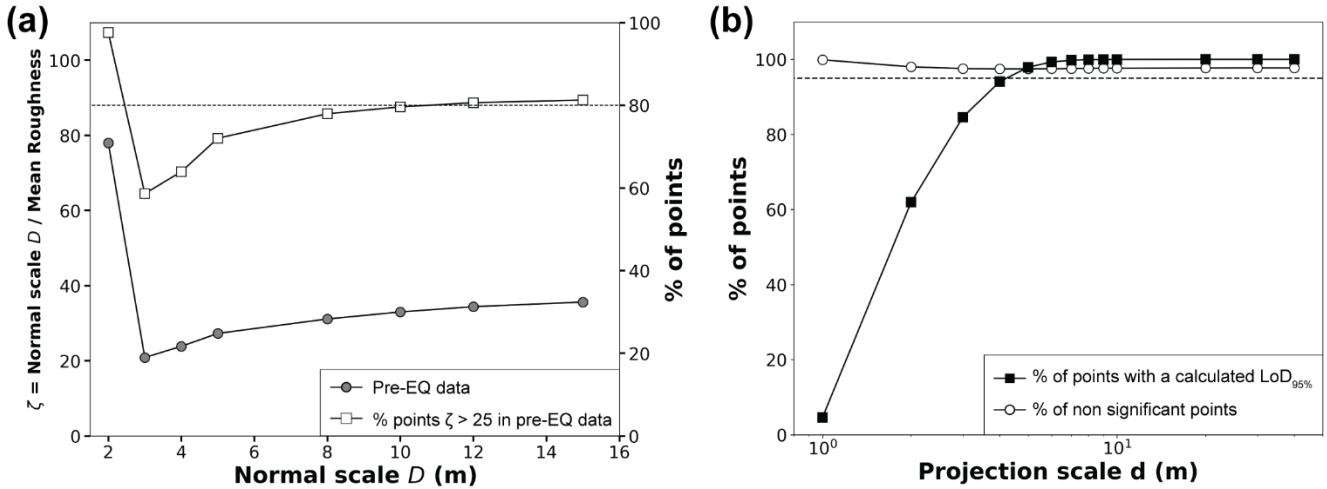 (a)
ζ = Normal scale D / Mean Roughness
100
80
60
40
20
0
100
80
60
40
20
0
% of points
Pre-EQ data
% points ζ > 25 in pre-EQ data
2 4 6 8 10 12 14 16
Normal scale D (m)
(b)
% of points
100
80
60
40
20
0
% of points with a calculated LoD95%
% of non significant points
10⁰ 10¹
Projection scale d (m)